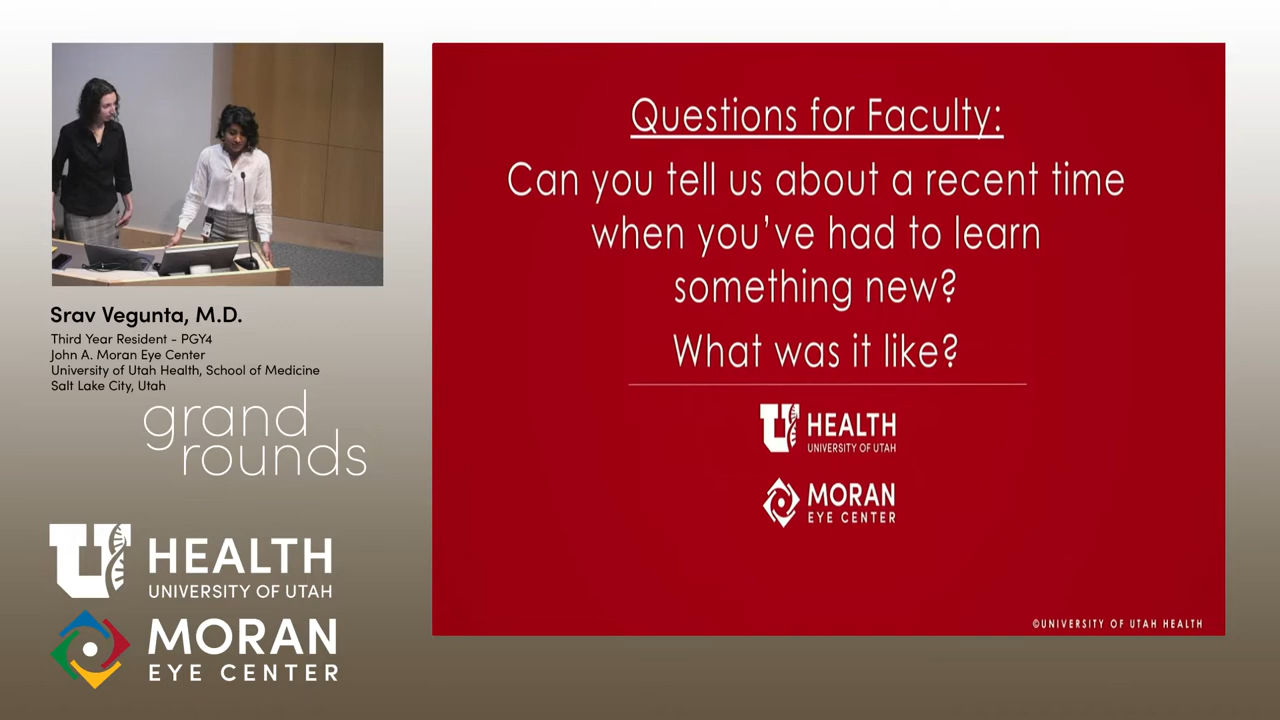 Questions for Faculty:
Can you tell us about a recent time
when you've had to learn
something new?
What was it like?
U HEALTH
UNIVERSITY OF UTAH
MORAN
EYE CENTER
©UNIVERSITY OF UTAH HEALTH
Srav Vegunta, M.D.
Third Year Resident - PGY4
John A. Moran Eye Center
University of Utah Health, School of Medicine
Salt Lake City, Utah
grand
rounds
U HEALTH
UNIVERSITY OF UTAH
MORAN
EYE CENTER